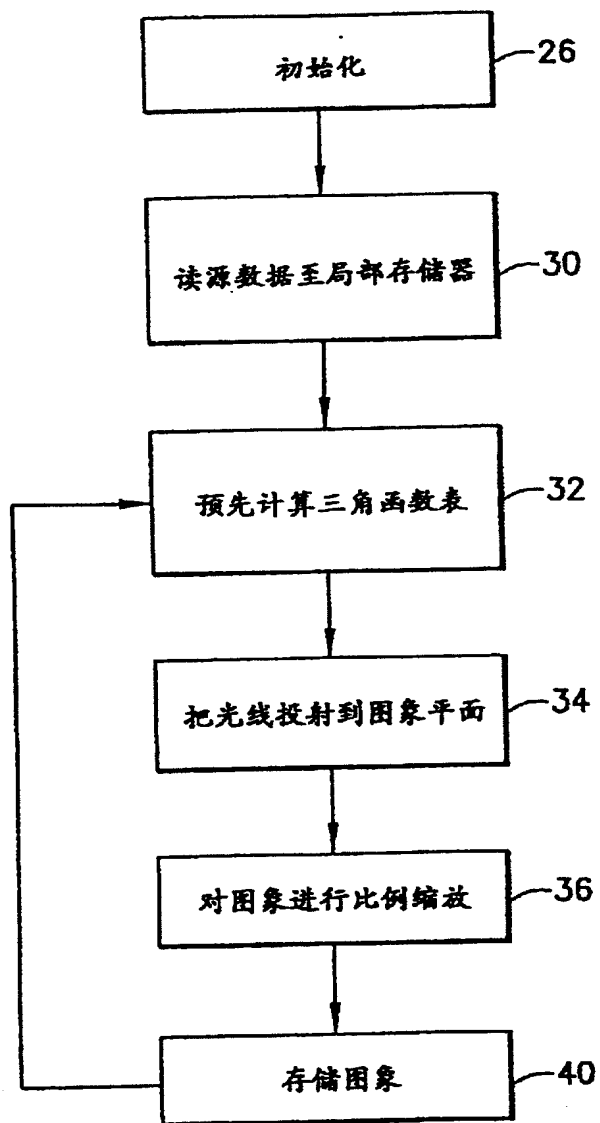 初始化
26
读源数据至局部存储器
30
预先计算三角函数表
32
把光线投射到图象平面
34
对图象进行比例缩放
36
存储图象
40